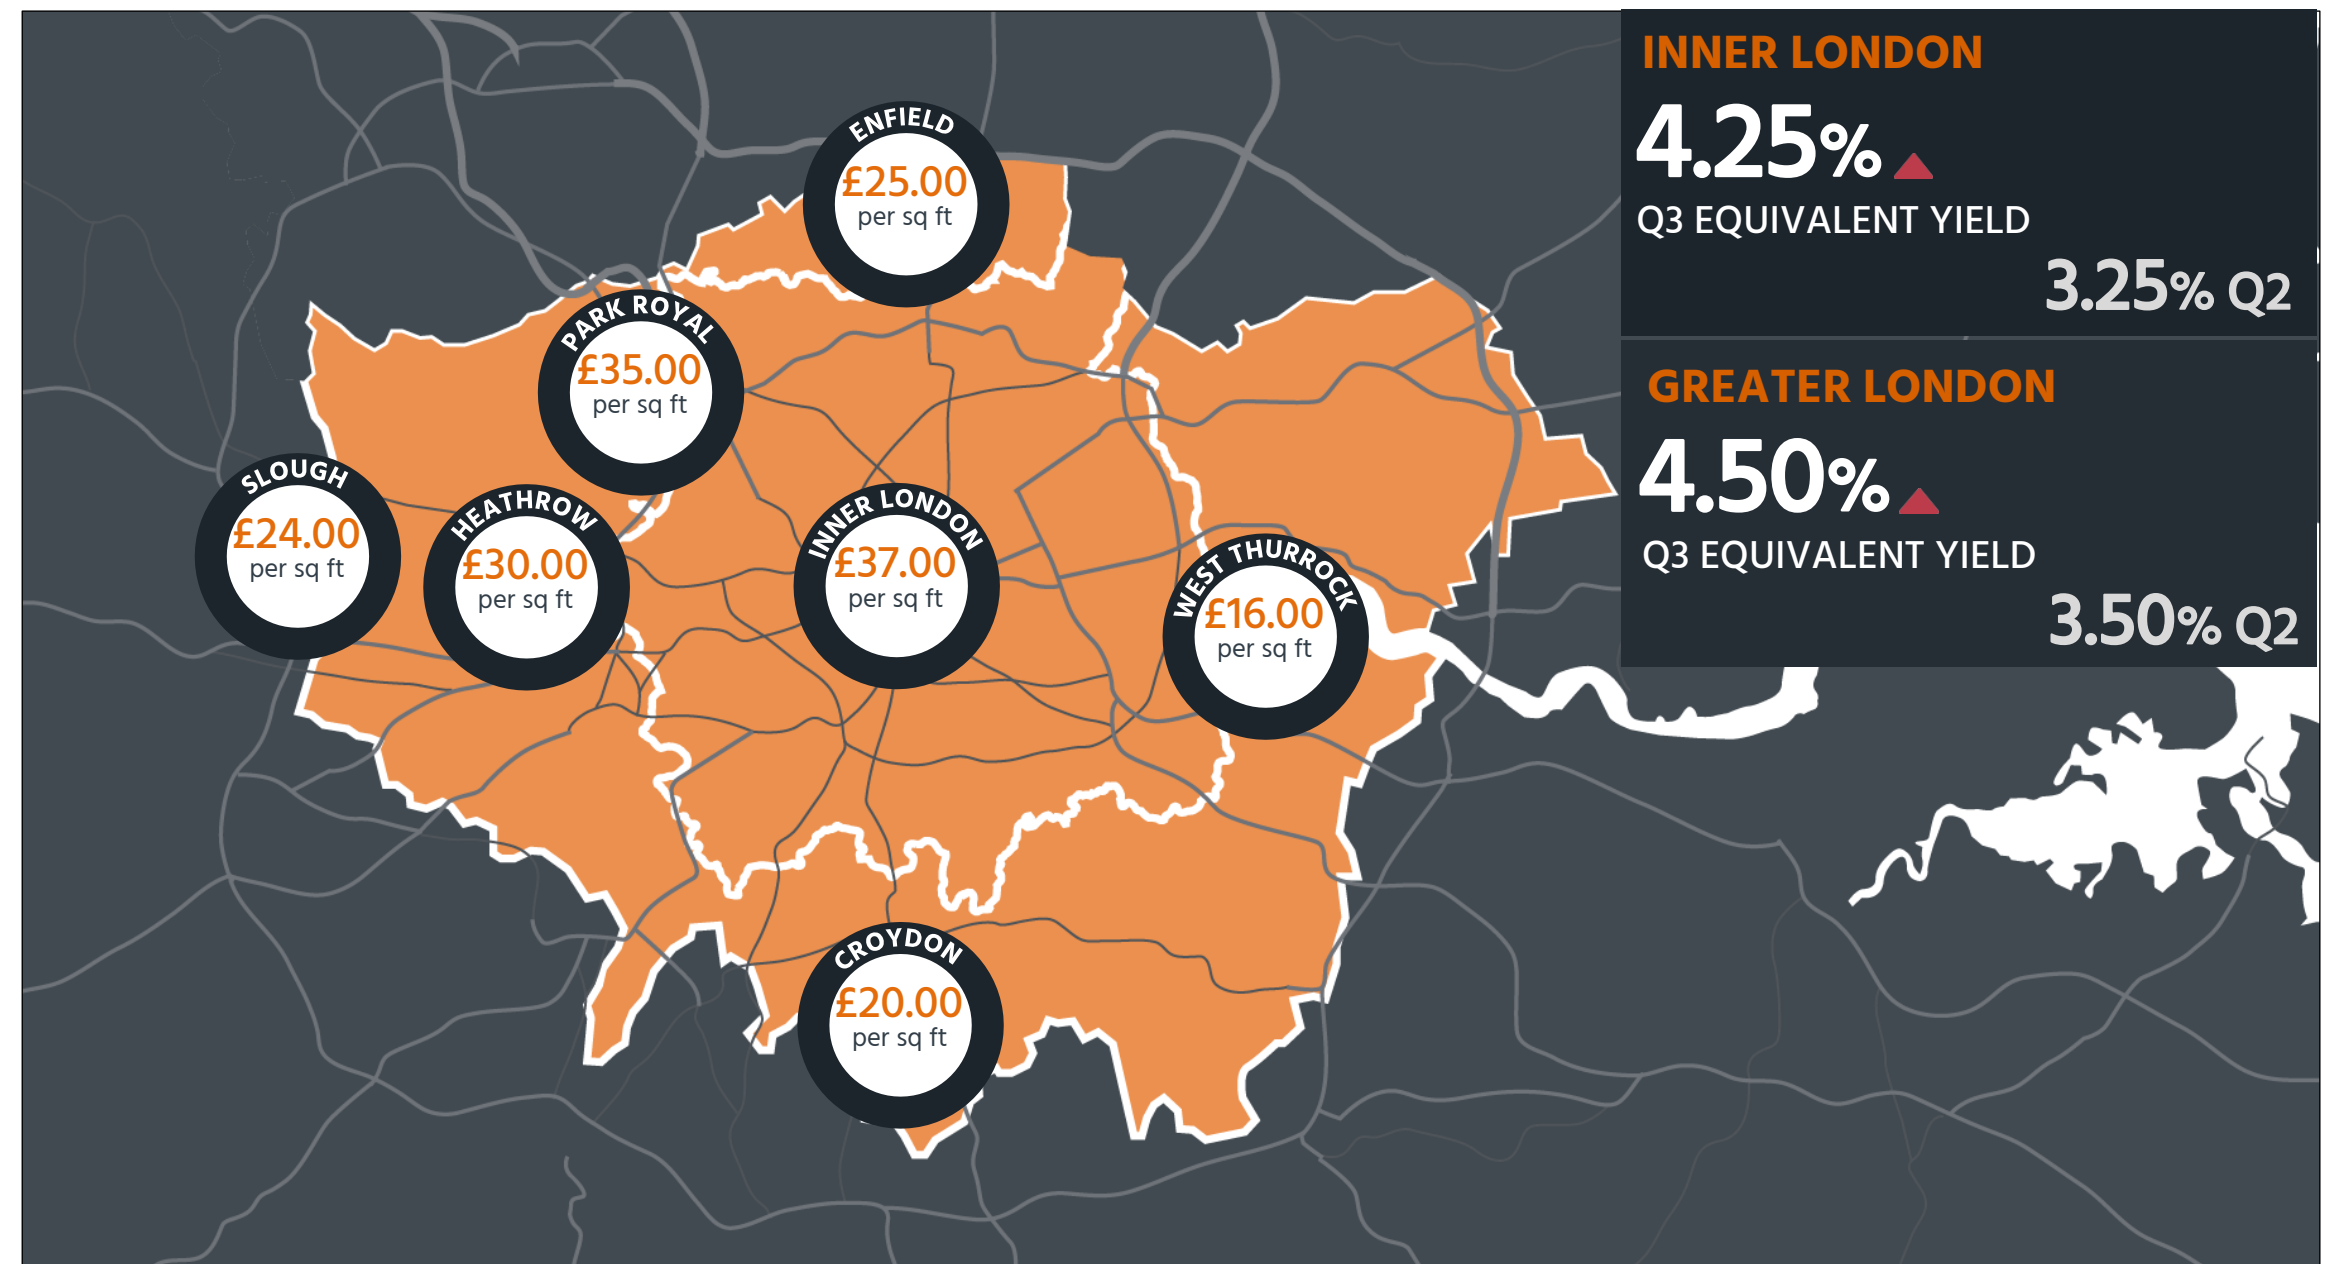 ENFIELD
£25.00
per sq ft
PARK ROYAL
£35.00
per sq ft
SLOUGH
£24.00
per sq ft
HEATHROW
£30.00
per sq ft
INNER LONDON
£37.00
per sq ft
WEST THURROCK
£16.00
per sq ft
CROYDON
£20.00
per sq ft
INNER LONDON
4.25%
Q3 EQUIVALENT YIELD
3.25% Q2
GREATER LONDON
4.50%
Q3 EQUIVALENT YIELD
3.50% Q2